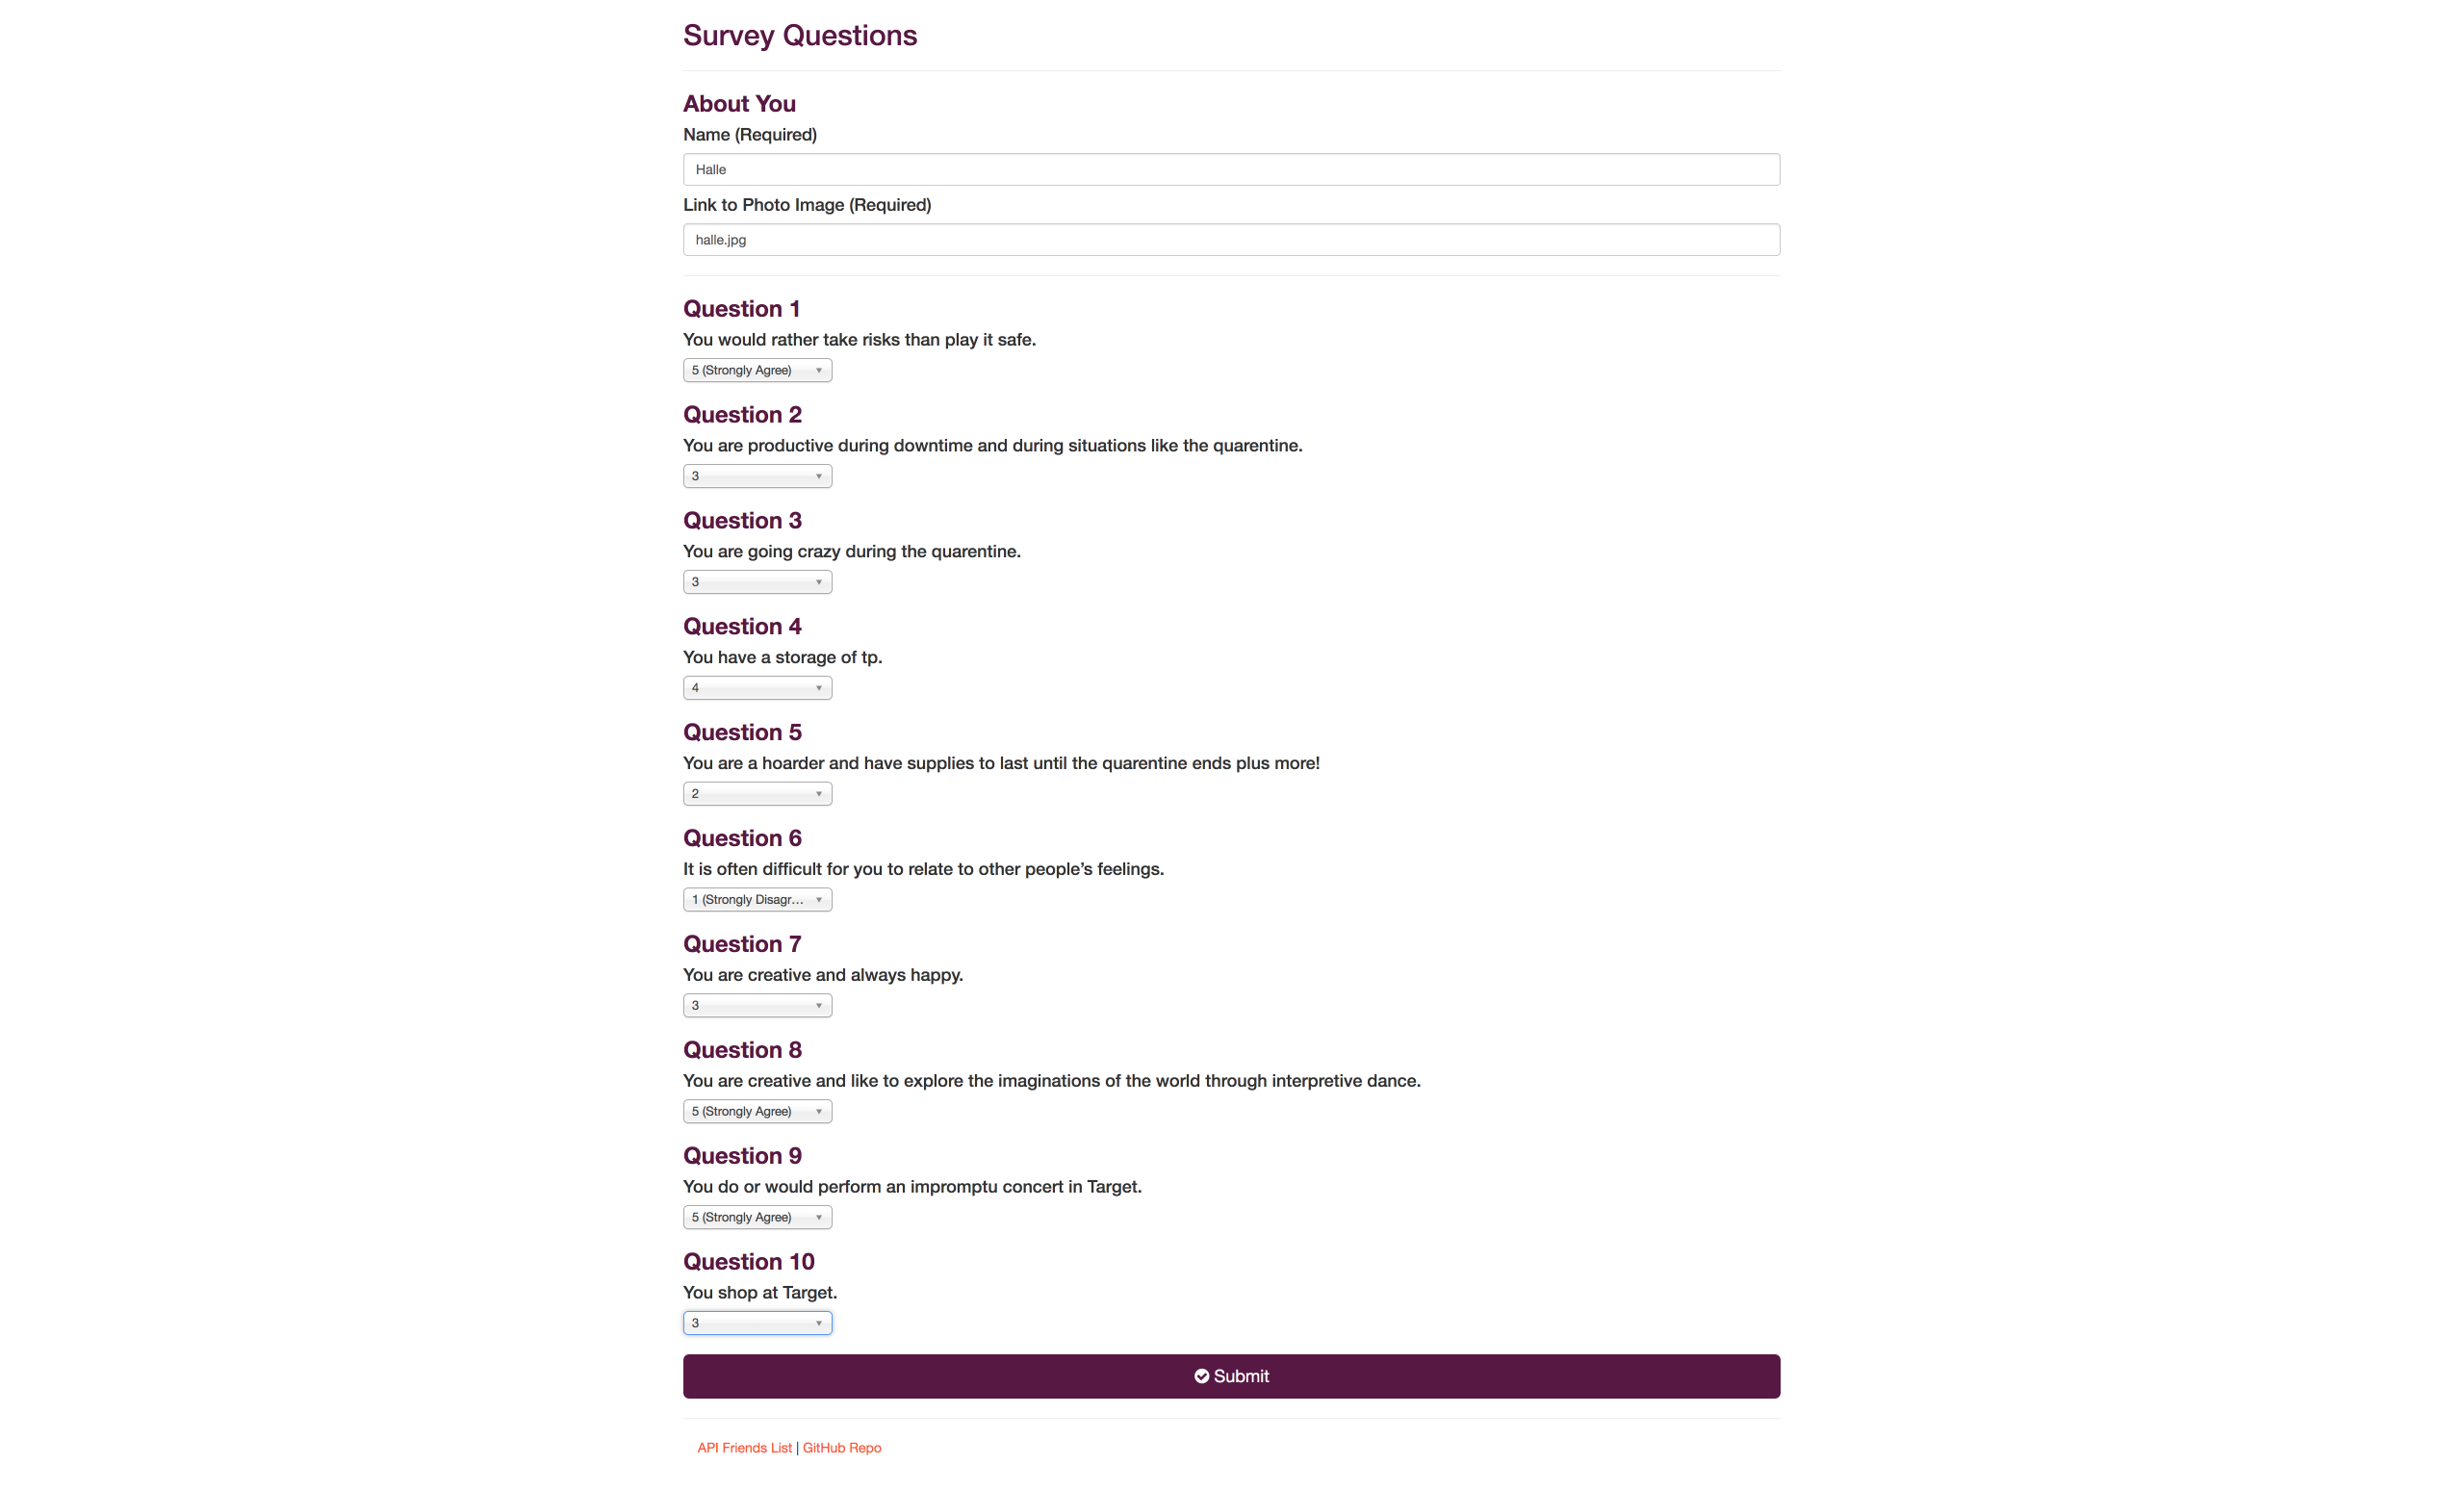 Survey Questions
About You
Name (Required)
Halle
Link to Photo Image (Required)
halle.jpg
Question 1
You would rather take risks than play it safe.
5 (Strongly Agree)
Question 2
You are productive during downtime and during situations like the quarentine.
3
Question 3
You are going crazy during the quarentine.
3
Question 4
You have a storage of tp.
4
Question 5
You are a hoarder and have supplies to last until the quarentine ends plus more!
2
Question 6
It is often difficult for you to relate to other people’s feelings.
1 (Strongly Disagr...
Question 7
You are creative and always happy.
3
Question 8
You are creative and like to explore the imaginations of the world through interpretive dance.
5 (Strongly Agree)
Question 9
You do or would perform an impromptu concert in Target.
5 (Strongly Agree)
Question 10
You shop at Target.
3
Submit
API Friends List | GitHub Repo